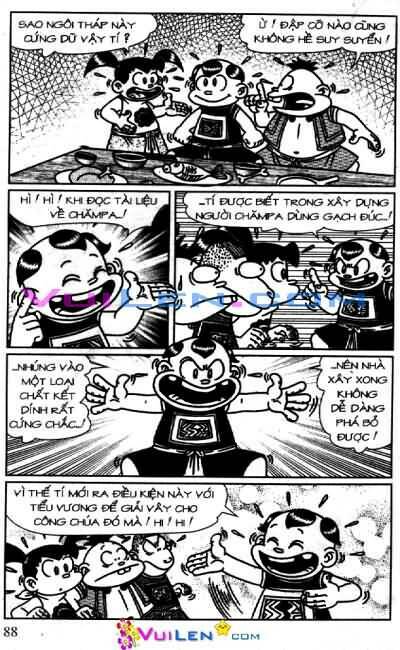 SAO NGÔI THÁP NÀY
CỨNG DỮ VẬY TÍ ?
Ừ ! ĐẬP CỠ NÀO CŨNG
KHÔNG HỀ SUY SUYỂN !
HÌ ! HÌ ! KHI ĐỌC TÀI LIỆU
VỀ CHĂMPA...!
...TÍ ĐƯỢC BIẾT TRONG XÂY DỰNG
NGƯỜI CHĂMPA DÙNG GẠCH ĐÚC...!
VUILEN.COM
...NHÚNG VÀO
MỘT LOẠI
CHẤT KẾT
DÍNH RẤT
CỨNG CHẮC...!
...NÊN NHÀ
XÂY XONG
KHÔNG
DỄ DÀNG
PHÁ BỎ
ĐƯỢC !
VÌ THẾ TÍ MỚI RA ĐIỀU KIỆN NÀY VỚI
TIỂU VƯƠNG ĐỂ GIẢI VÂY CHO
CÔNG CHÚA ĐÓ MÀ ! HI ! HI !
88
VUILEN.COM